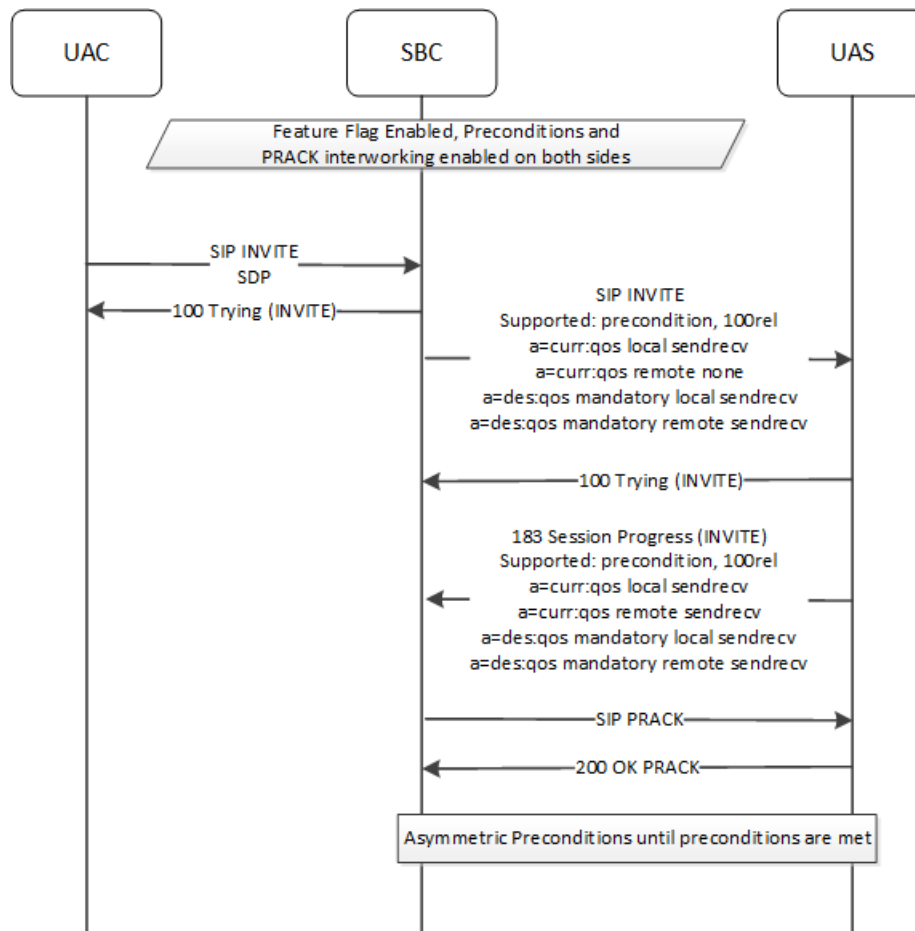 UAC
SBC
UAS
Feature Flag Enabled, Preconditions and
PRACK interworking enabled on both sides
SIP INVITE
SDP
100 Trying (INVITE)
SIP INVITE
Supported: precondition, 100rel
a=curr:qos local sendrecv
a=curr:qos remote none
a=des:qos mandatory local sendrecv
a=des:qos mandatory remote sendrecv
100 Trying (INVITE)
183 Session Progress (INVITE)
Supported: precondition, 100rel
a=curr:qos local sendrecv
a=curr:qos remote sendrecv
a=des:qos mandatory local sendrecv
a=des:qos mandatory remote sendrecv
SIP PRACK
200 OK PRACK
Asymmetric Preconditions until preconditions are met